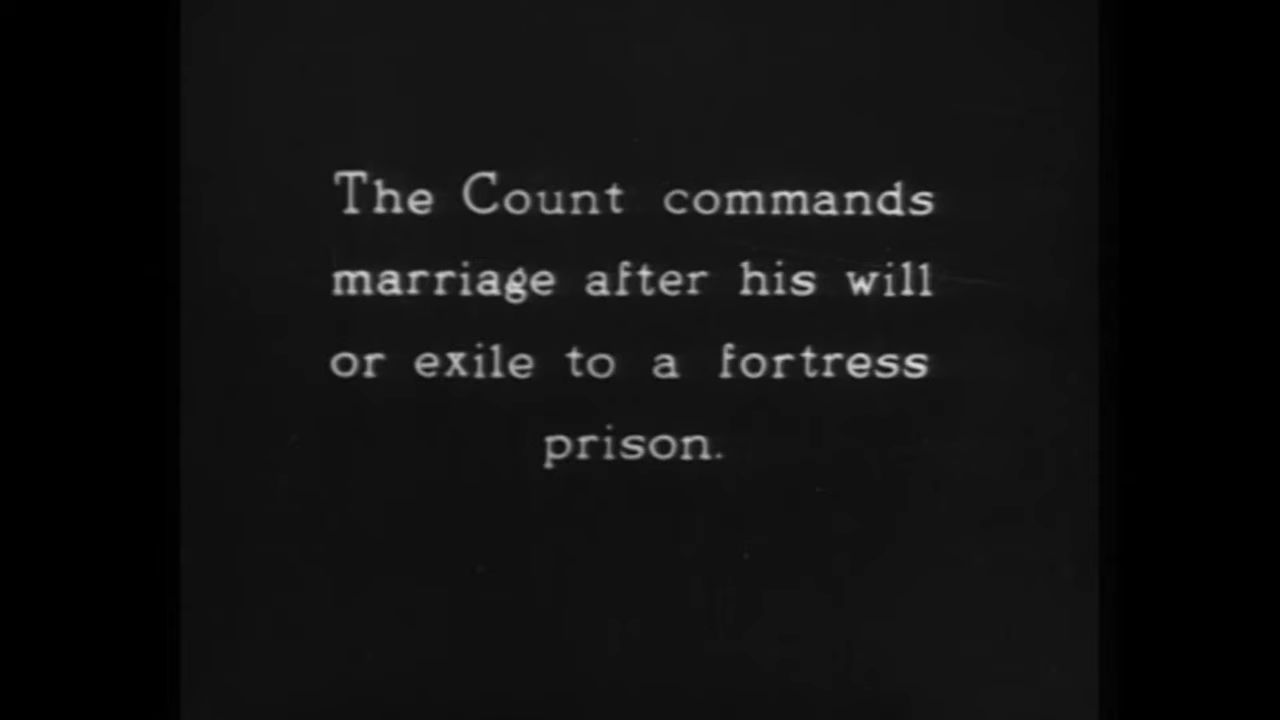 The Count commands
marriage after his will
or exile to a fortress
prison.